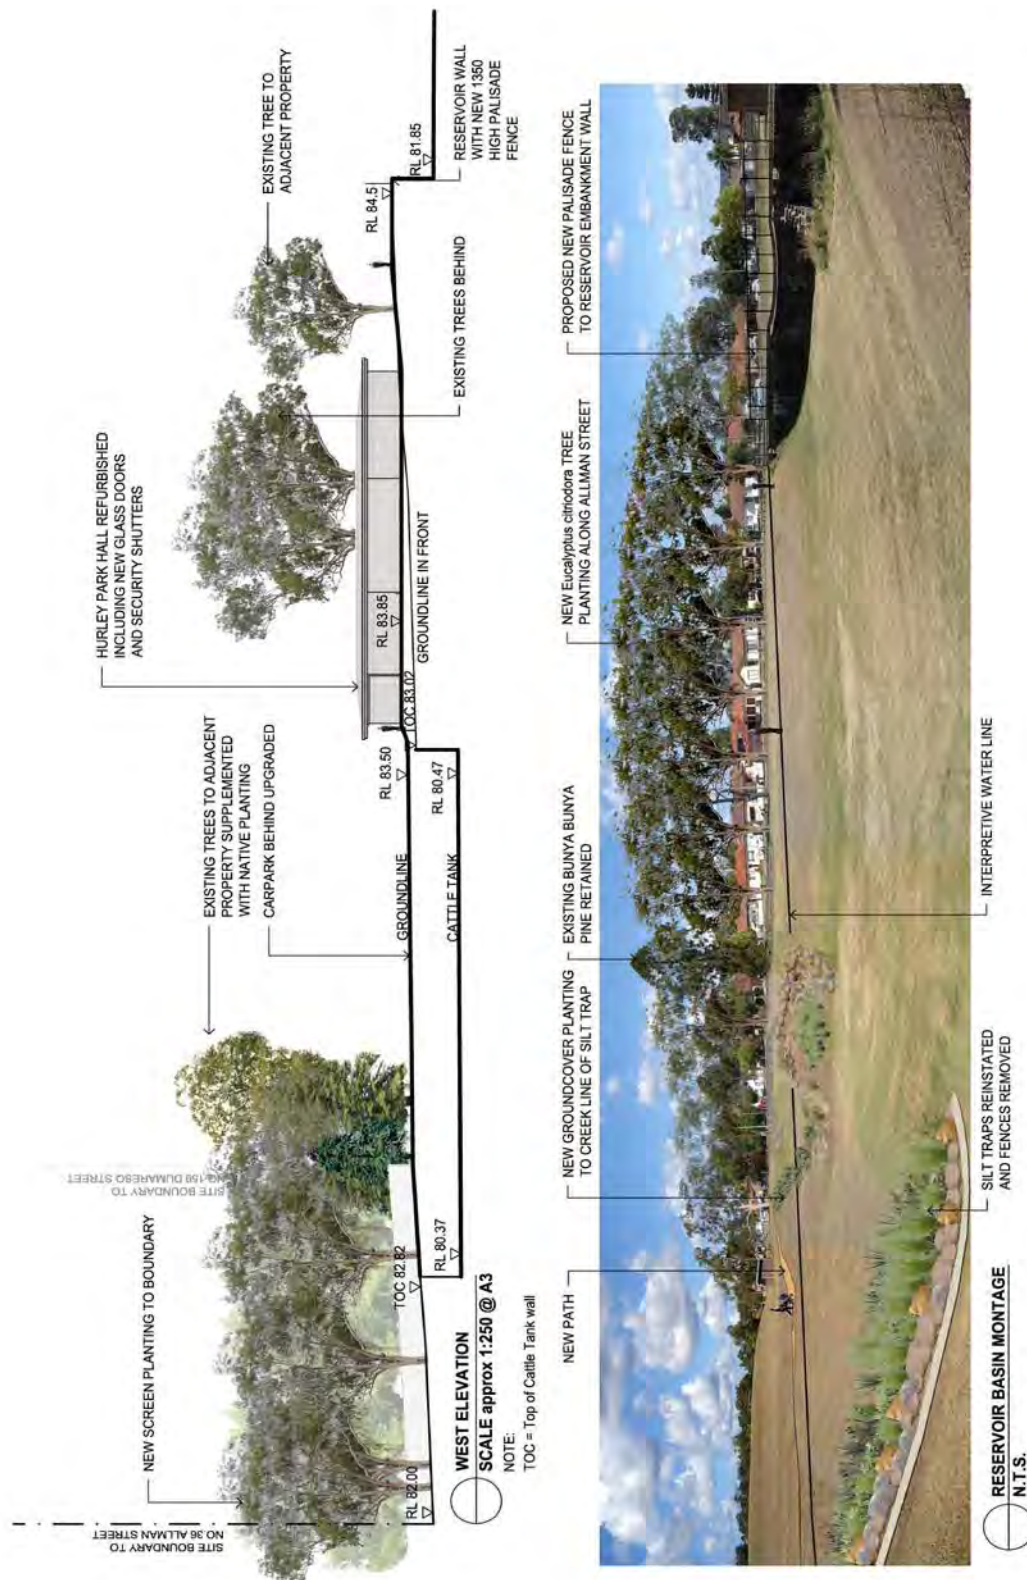 SITE BOUNDARY TO
NO.36 ALLMAN STREET
NEW SCREEN PLANTING TO BOUNDARY
SITE BOUNDARY TO
NO.159 DUMARESQ STREET
EXISTING TREES TO ADJACENT
PROPERTY SUPPLEMENTED
WITH NATIVE PLANTING
CARPARK BEHIND UPGRADED
HURLEY PARK HALL REFURBISHED
INCLUDING NEW GLASS DOORS
AND SECURITY SHUTTERS
EXISTING TREE TO
ADJACENT PROPERTY
RL 82.00
TOC 82.82
RL 80.37
GROUNDLINE
CATTLE TANK
RL 83.50
RL 80.47
TOC 83.02
RL 83.85
GROUNDLINE IN FRONT
EXISTING TREES BEHIND
RL 84.5
RL 81.85
RESERVOIR WALL
WITH NEW 1350
HIGH PALISADE
FENCE
WEST ELEVATION
SCALE approx 1:250 @ A3
NOTE:
TOC = Top of Cattle Tank wall
NEW PATH
NEW GROUNDCOVER PLANTING
TO CREEK LINE OF SILT TRAP
EXISTING BUNYA BUNYA
PINE RETAINED
NEW Eucalyptus citriodora TREE
PLANTING ALONG ALLMAN STREET
PROPOSED NEW PALISADE FENCE
TO RESERVOIR EMBANKMENT WALL
SILT TRAPS REINSTATED
AND FENCES REMOVED
INTERPRETIVE WATER LINE
RESERVOIR BASIN MONTAGE
N.T.S.